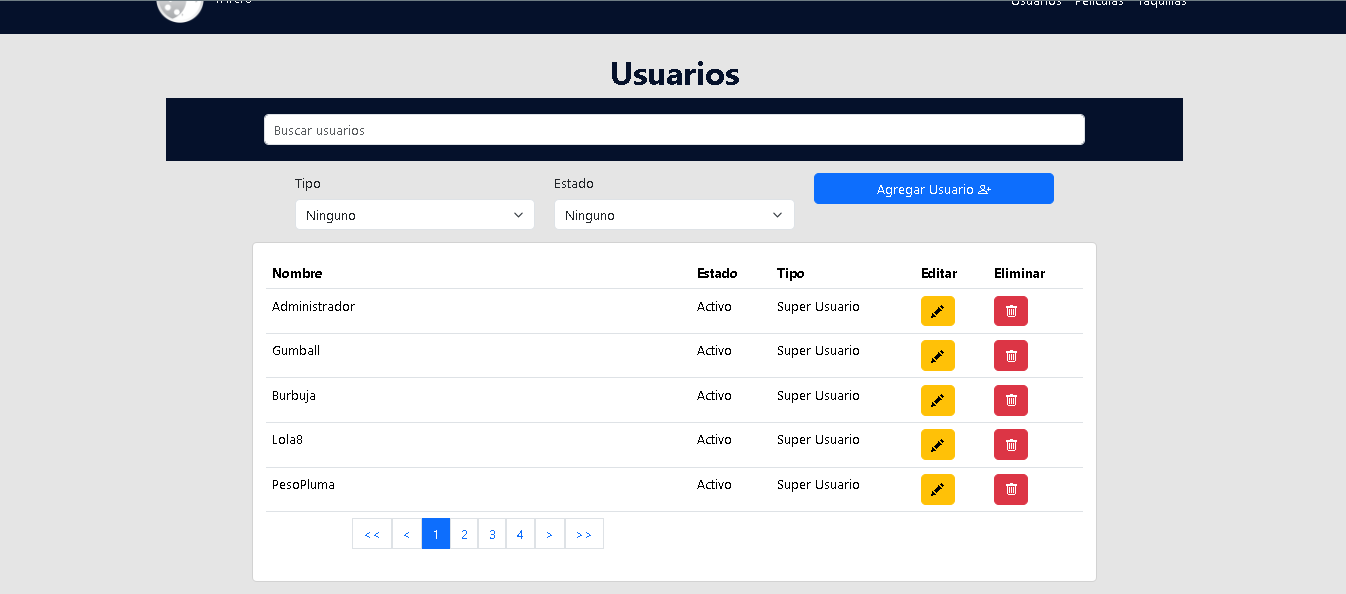 Usuarios Películas Taquillas
Usuarios
Buscar usuarios
Tipo Estado
Ninguno Ninguno Agregar Usuario
Nombre Estado Tipo Editar Eliminar
Administrador Activo Super Usuario
Gumball Activo Super Usuario
Burbuja Activo Super Usuario
Lola8 Activo Super Usuario
PesoPluma Activo Super Usuario
<< < 1 2 3 4 > >>